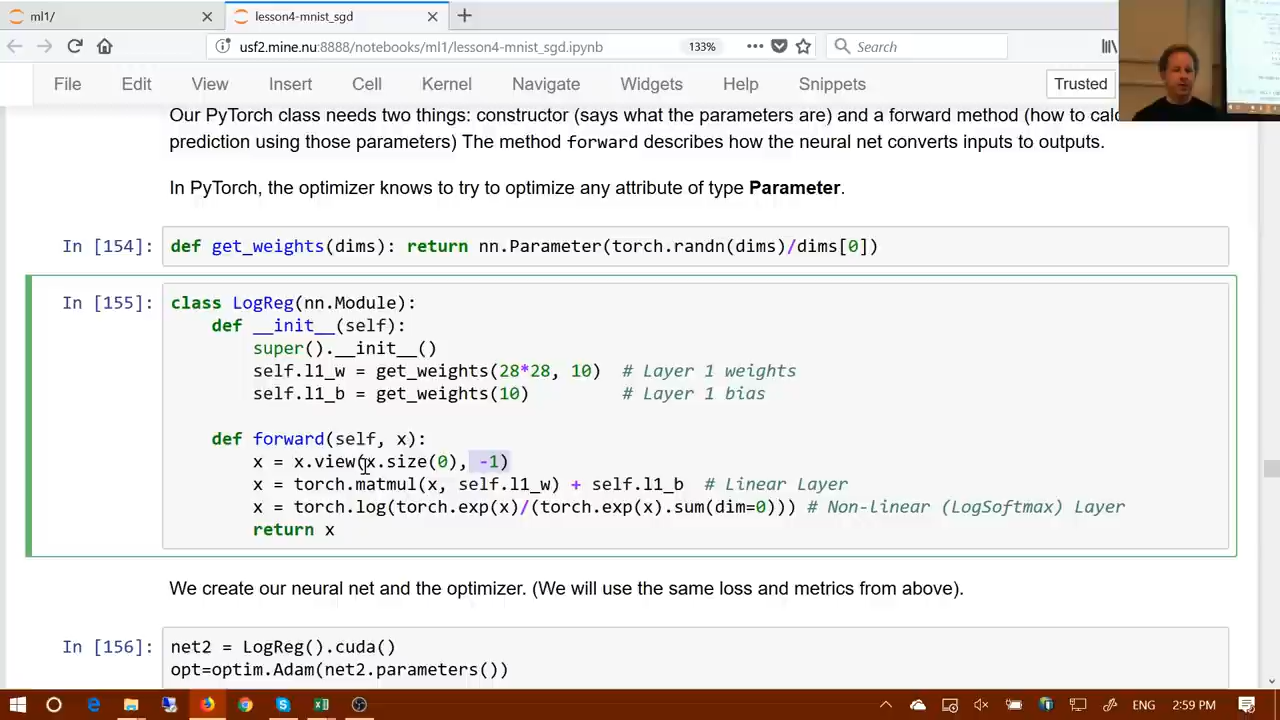 ml1/
lesson4-mnist_sgd
usf2.mine.nu:8888/notebooks/ml1/lesson4-mnist_sgd.ipynb
133%
Search
File Edit View Insert Cell Kernel Navigate Widgets Help Snippets
Trusted
Our PyTorch class needs two things: constructor (says what the parameters are) and a forward method (how to
prediction using those parameters) The method forward describes how the neural net converts inputs to outputs.
In PyTorch, the optimizer knows to try to optimize any attribute of type Parameter.
In [154]: def get_weights(dims): return nn.Parameter(torch.randn(dims)/dims[0])
In [155]: class LogReg(nn.Module):
def __init__(self):
super().__init__()
self.l1_w = get_weights(28*28, 10) # Layer 1 weights
self.l1_b = get_weights(10) # Layer 1 bias
def forward(self, x):
x = x.view(x.size(0), -1)
x = torch.matmul(x, self.l1_w) + self.l1_b # Linear Layer
x = torch.log(torch.exp(x)/(torch.exp(x).sum(dim=0))) # Non-linear (LogSoftmax) Layer
return x
We create our neural net and the optimizer. (We will use the same loss and metrics from above).
In [156]: net2 = LogReg().cuda()
opt=optim.Adam(net2.parameters())
ENG 2:59 PM